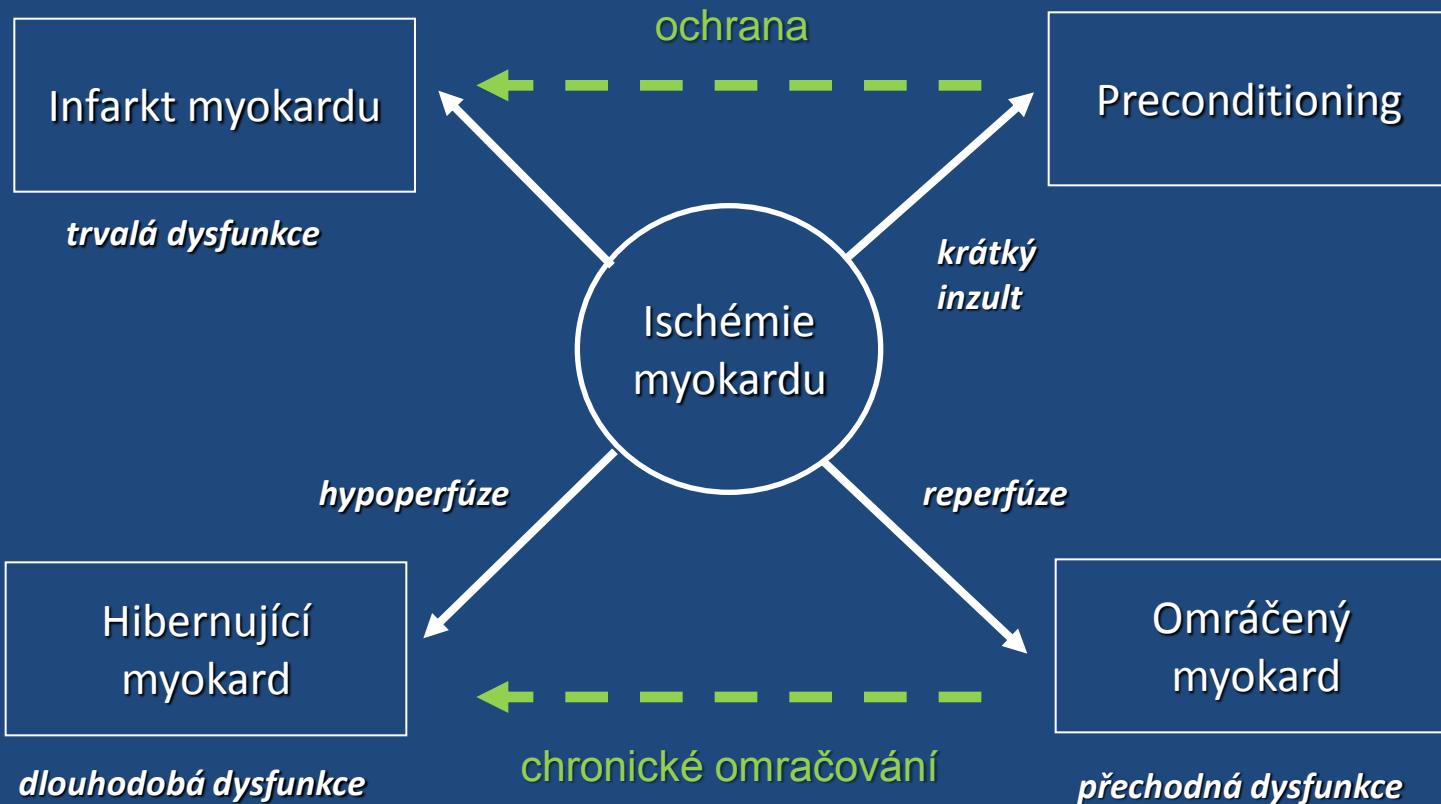 ochrana
Infarkt myokardu
Preconditioning
trvalá dysfunkce
krátký
inzult
Ischémie
myokardu
hypoperfúze
reperfúze
Hibernující
myokard
Omráčený
myokard
chronické omračování
dlouhodobá dysfunkce
přechodná dysfunkce